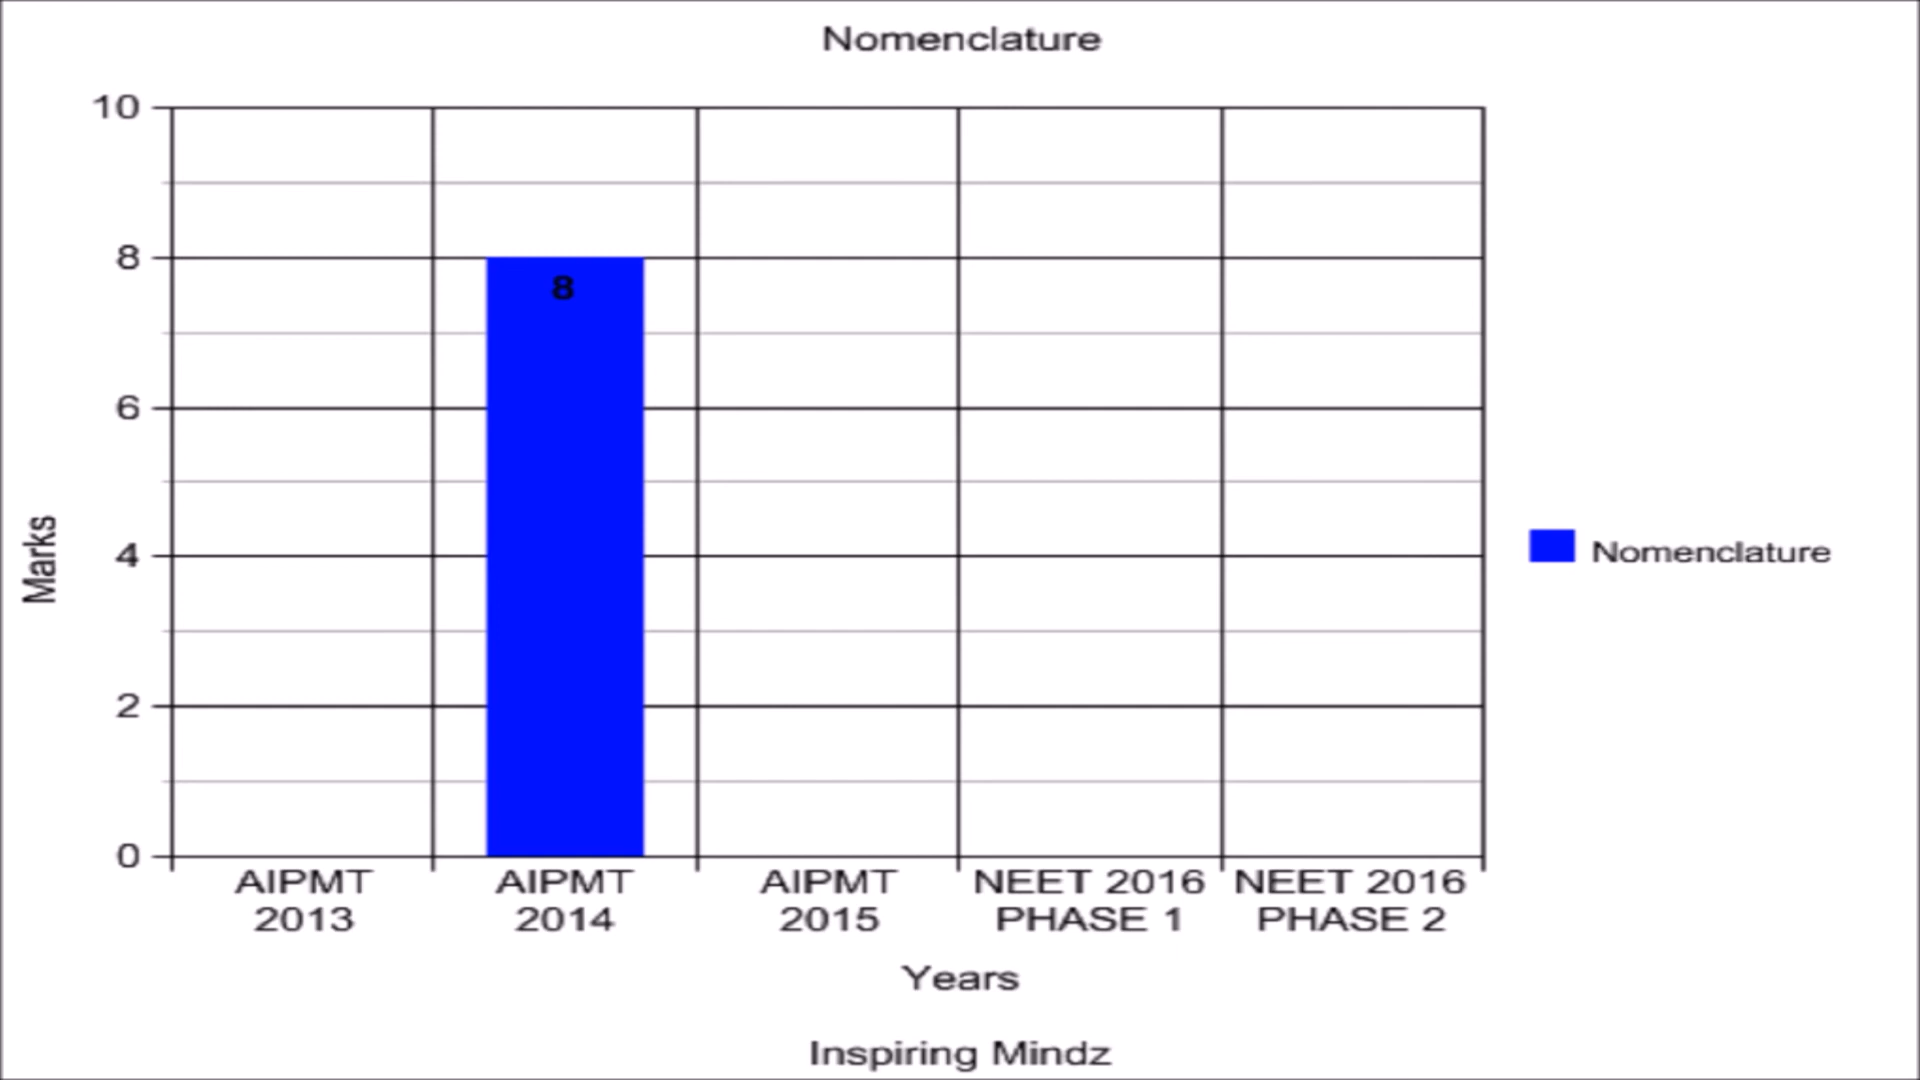 Nomenclature
10
8
8
6
4
2
0
Marks
Nomenclature
AIPMT 2013
AIPMT 2014
AIPMT 2015
NEET 2016 PHASE 1
NEET 2016 PHASE 2
Years
Inspiring Mindz